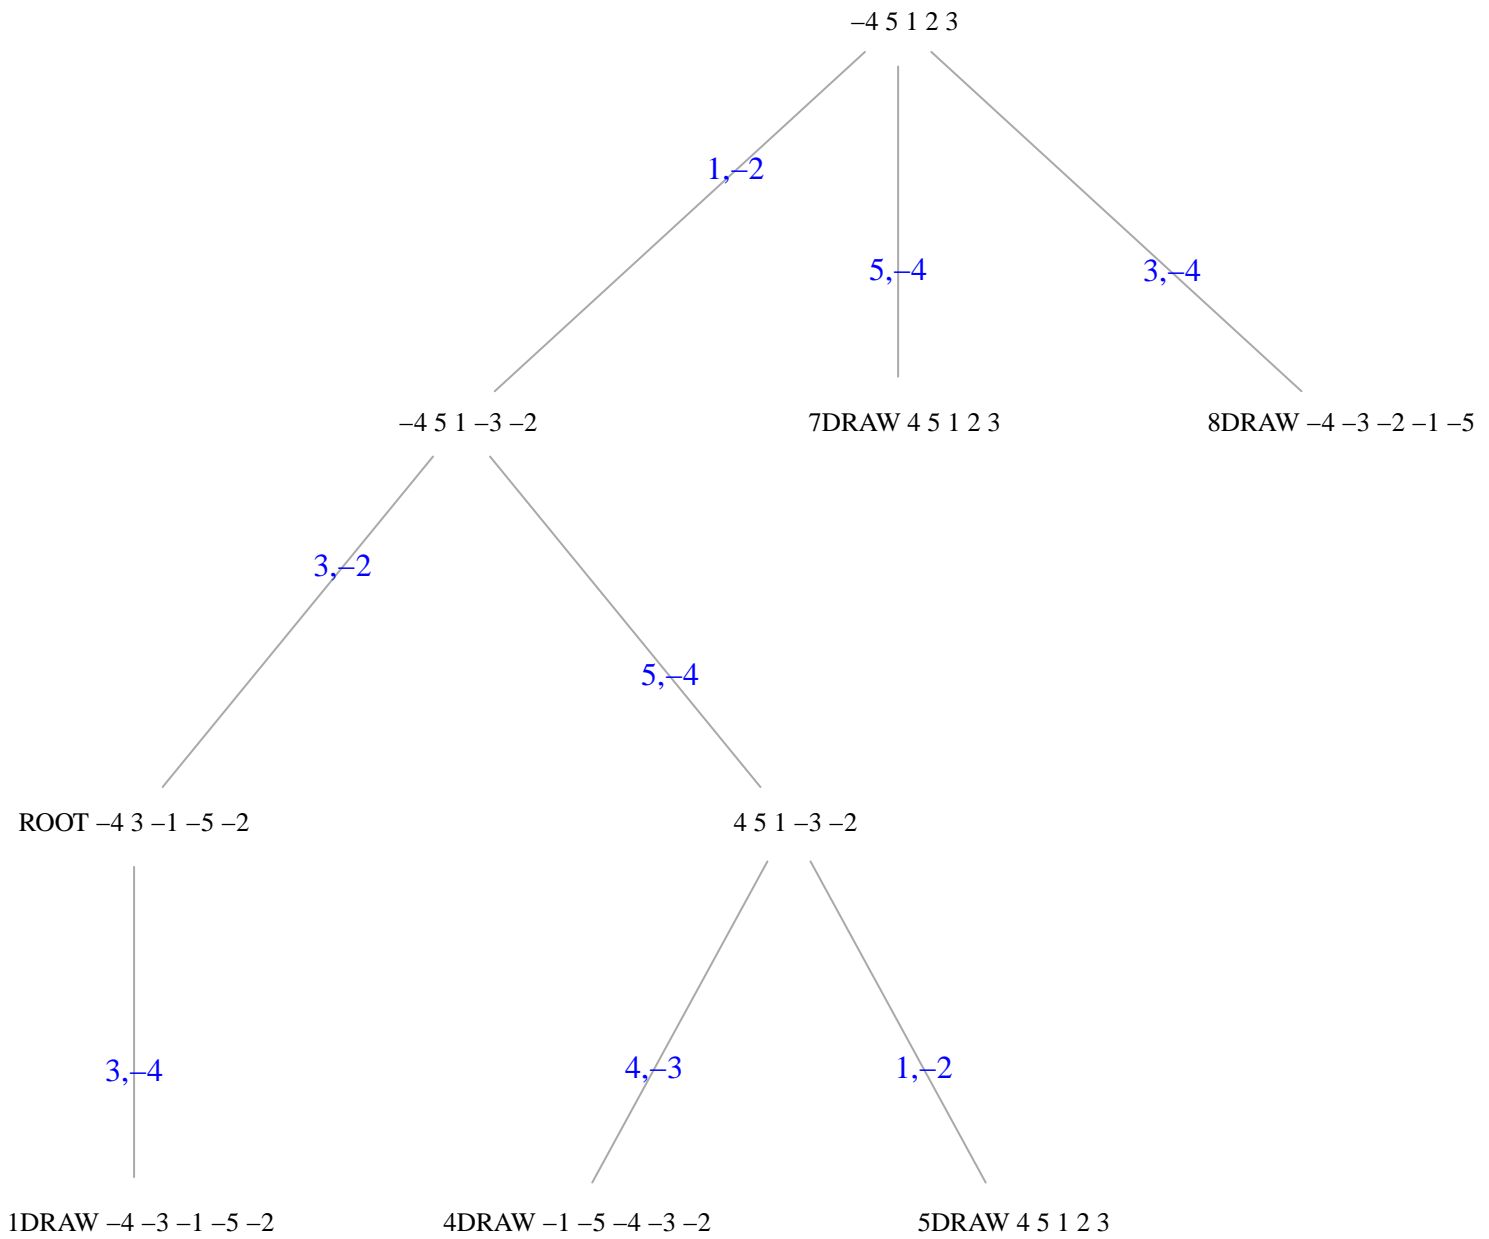 –4 5 1 2 3
1,–2
5,–4
3,–4
–4 5 1 –3 –2
7DRAW 4 5 1 2 3
8DRAW –4 –3 –2 –1 –5
3,–2
5,–4
ROOT –4 3 –1 –5 –2
4 5 1 –3 –2
3,–4
4,–3
1,–2
1DRAW –4 –3 –1 –5 –2
4DRAW –1 –5 –4 –3 –2
5DRAW 4 5 1 2 3